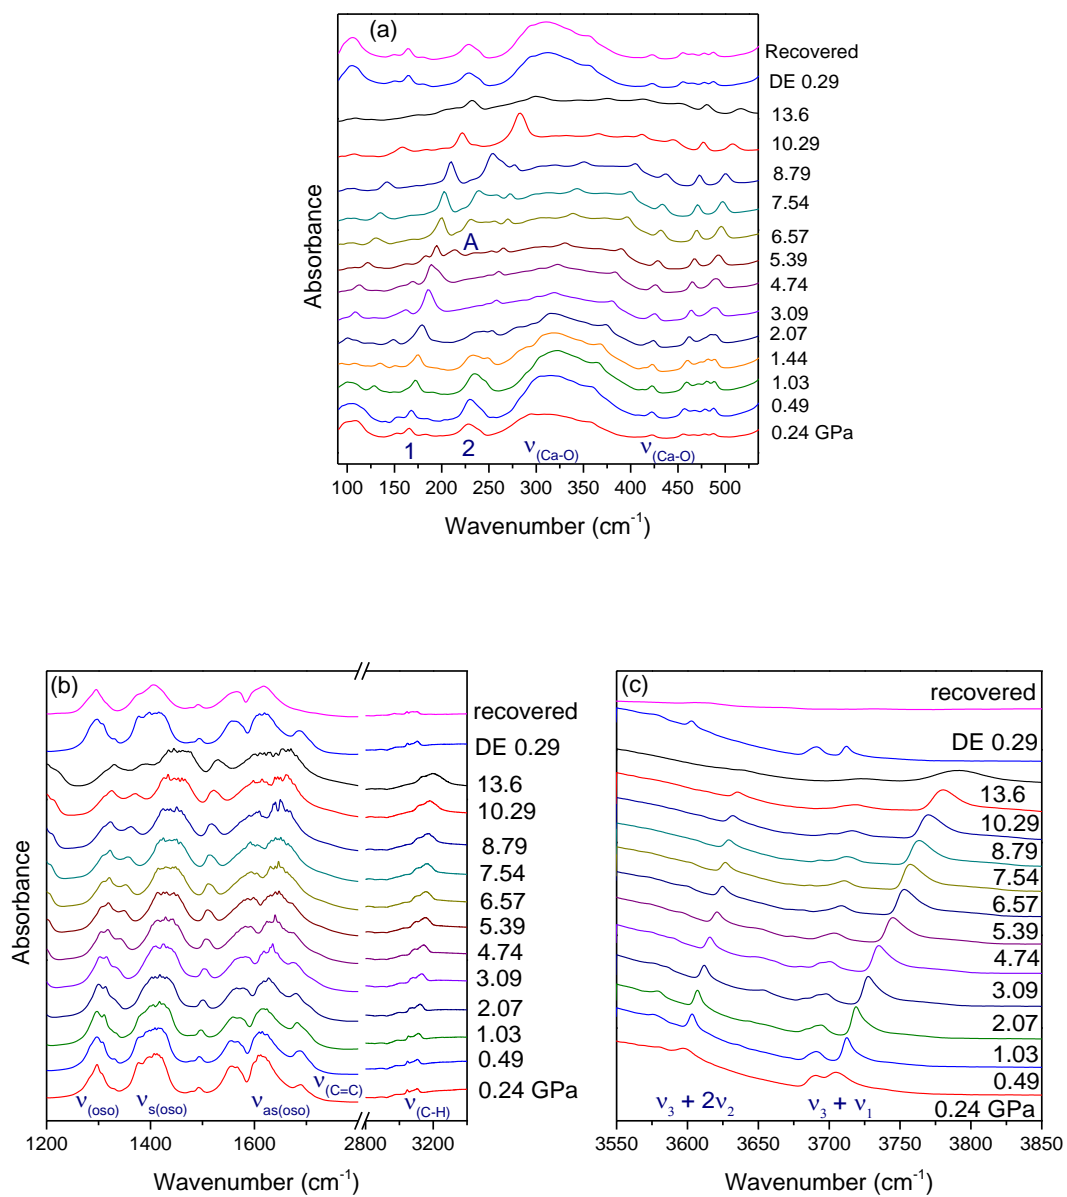 (a)
Recovered
DE 0.29
13.6
10.29
8.79
7.54
6.57
5.39
4.74
3.09
2.07
1.44
1.03
0.49
0.24 GPa
A
1 2 ν(Ca-O) ν(Ca-O)
Absorbance
100 150 200 250 300 350 400 450 500
Wavenumber (cm-1)
(b)
recovered
DE 0.29
13.6
10.29
8.79
7.54
6.57
5.39
4.74
3.09
2.07
1.03
0.49
0.24 GPa
ν(C=C)
ν(oso) νs(oso) νas(oso) ν(C-H)
Absorbance
1200 1400 1600 2800 3200
Wavenumber (cm-1)
(c)
recovered
DE 0.29
13.6
10.29
8.79
7.54
6.57
5.39
4.74
3.09
2.07
1.03
0.49
0.24 GPa
ν3 + 2ν2 ν3 + ν1
3550 3600 3650 3700 3750 3800 3850
Wavenumber (cm-1)